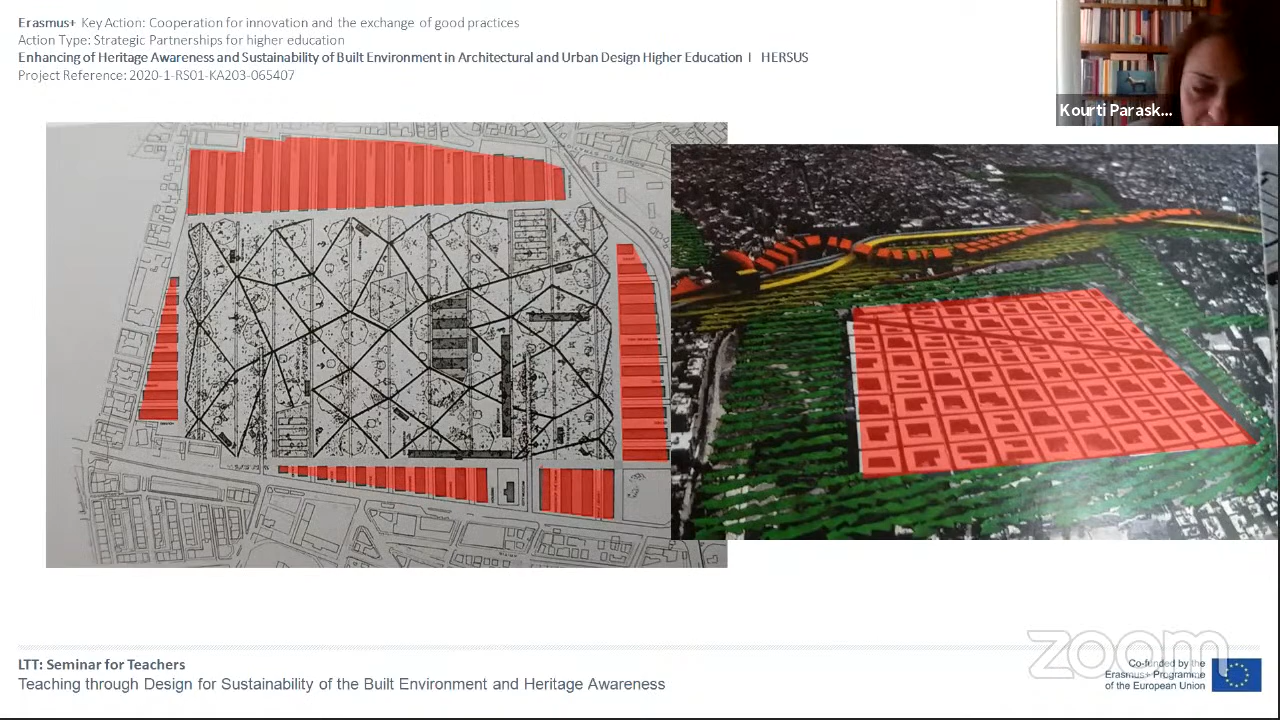 Erasmus+ Key Action: Cooperation for innovation and the exchange of good practices
Action Type: Strategic Partnerships for higher education
Enhancing of Heritage Awareness and Sustainability of Built Environment in Architectural and Urban Design Higher Education I HERSUS
Project Reference: 2020-1-RS01-KA203-065407
Kourti Parask...
zoom
LTT: Seminar for Teachers
Teaching through Design for Sustainability of the Built Environment and Heritage Awareness
Co-funded by the
Erasmus+ Programme
of the European Union